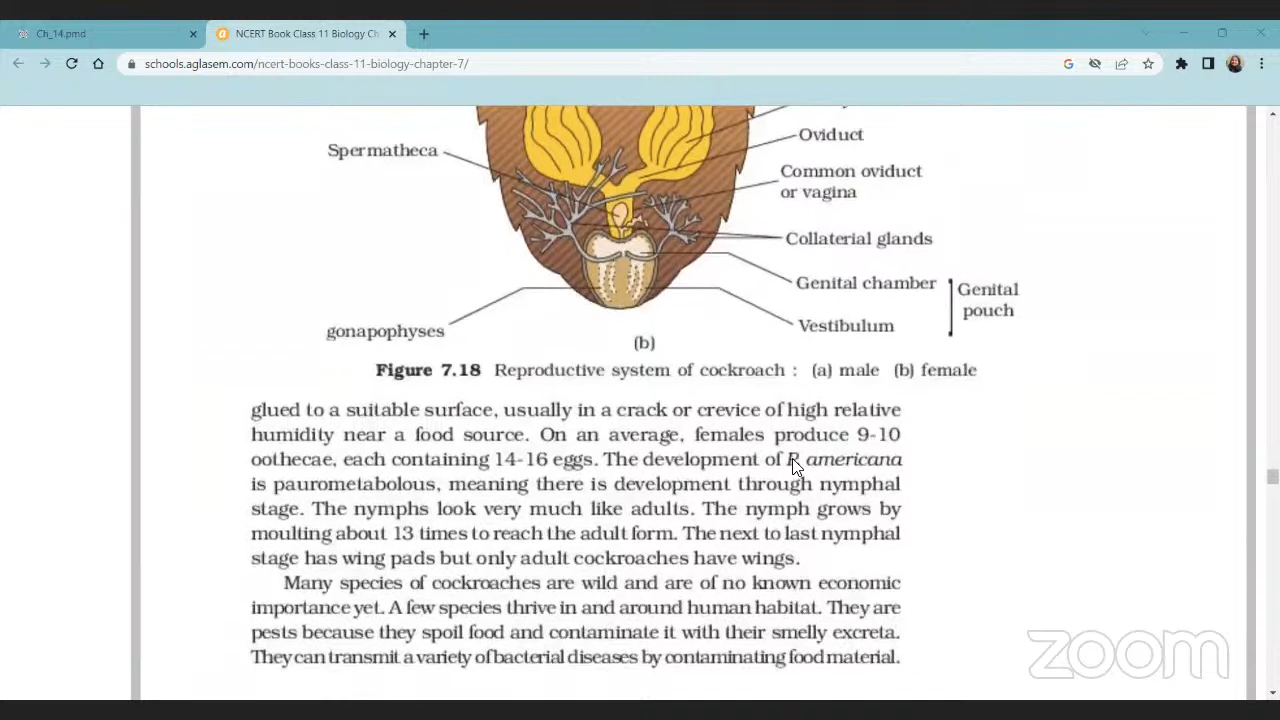 Ch_14.pmd
NCERT Book Class 11 Biology Ch
schools.aglasem.com/ncert-books-class-11-biology-chapter-7/
Spermatheca
Oviduct
Common oviduct
or vagina
Collaterial glands
Genital chamber
Genital
pouch
gonapophyses
Vestibulum
(b)
Figure 7.18 Reproductive system of cockroach : (a) male (b) female
glued to a suitable surface, usually in a crack or crevice of high relative
humidity near a food source. On an average, females produce 9-10
oothecae, each containing 14-16 eggs. The development of P. americana
is paurometabolous, meaning there is development through nymphal
stage. The nymphs look very much like adults. The nymph grows by
moulting about 13 times to reach the adult form. The next to last nymphal
stage has wing pads but only adult cockroaches have wings.
Many species of cockroaches are wild and are of no known economic
importance yet. A few species thrive in and around human habitat. They are
pests because they spoil food and contaminate it with their smelly excreta.
They can transmit a variety of bacterial diseases by contaminating food material.
zoom